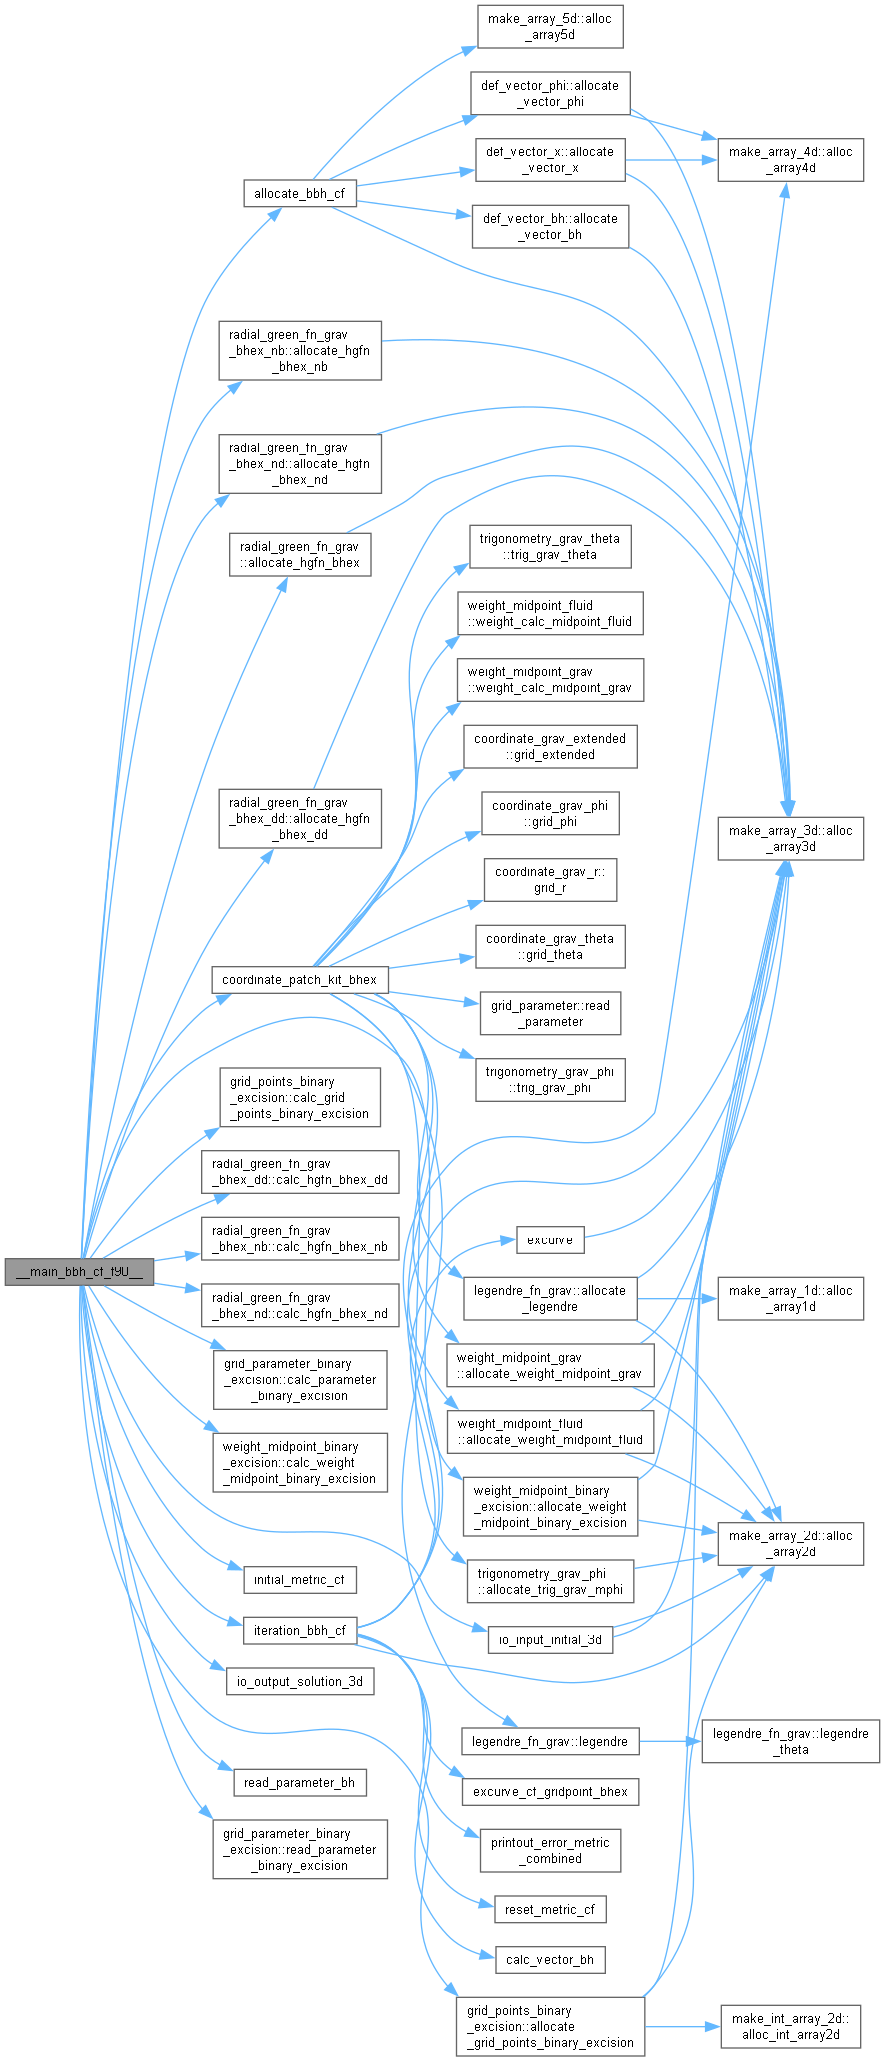 make_array_5d::alloc
_array5d
def_vector_phi::allocate
_vector_phi
def_vector_x::allocate
_vector_x
make_array_4d::alloc
_array4d
allocate_bbh_cf
def_vector_bh::allocate
_vector_bh
radial_green_fn_grav
_bhex_nb::allocate_hgfn
_bhex_nb
radial_green_fn_grav
_bhex_nd::allocate_hgfn
_bhex_nd
radial_green_fn_grav
::allocate_hgfn_bhex
trigonometry_grav_theta
::trig_grav_theta
weight_midpoint_fluid
::weight_calc_midpoint_fluid
weight_midpoint_grav
::weight_calc_midpoint_grav
coordinate_grav_extended
::grid_extended
radial_green_fn_grav
_bhex_dd::allocate_hgfn
_bhex_dd
coordinate_grav_phi
::grid_phi
make_array_3d::alloc
_array3d
coordinate_grav_r::
grid_r
coordinate_grav_theta
::grid_theta
coordinate_patch_kit_bhex
grid_parameter::read
_parameter
trigonometry_grav_phi
::trig_grav_phi
grid_points_binary
_excision::calc_grid
_points_binary_excision
radial_green_fn_grav
_bhex_dd::calc_hgfn_bhex_dd
radial_green_fn_grav
_bhex_nb::calc_hgfn_bhex_nb
excurve
__main_bbh_cf_f90__
radial_green_fn_grav
_bhex_nd::calc_hgfn_bhex_nd
legendre_fn_grav::allocate
_legendre
make_array_1d::alloc
_array1d
grid_parameter_binary
_excision::calc_parameter
_binary_excision
weight_midpoint_grav
::allocate_weight_midpoint_grav
weight_midpoint_fluid
::allocate_weight_midpoint_fluid
weight_midpoint_binary
_excision::calc_weight
_midpoint_binary_excision
weight_midpoint_binary
_excision::allocate_weight
_midpoint_binary_excision
make_array_2d::alloc
_array2d
initial_metric_cf
trigonometry_grav_phi
::allocate_trig_grav_mphi
iteration_bbh_cf
io_input_initial_3d
io_output_solution_3d
legendre_fn_grav::legendre
legendre_fn_grav::legendre
_theta
read_parameter_bh
excurve_cf_gridpoint_bhex
grid_parameter_binary
_excision::read_parameter
_binary_excision
printout_error_metric
_combined
reset_metric_cf
calc_vector_bh
grid_points_binary
_excision::allocate
_grid_points_binary_excision
make_int_array_2d::
alloc_int_array2d